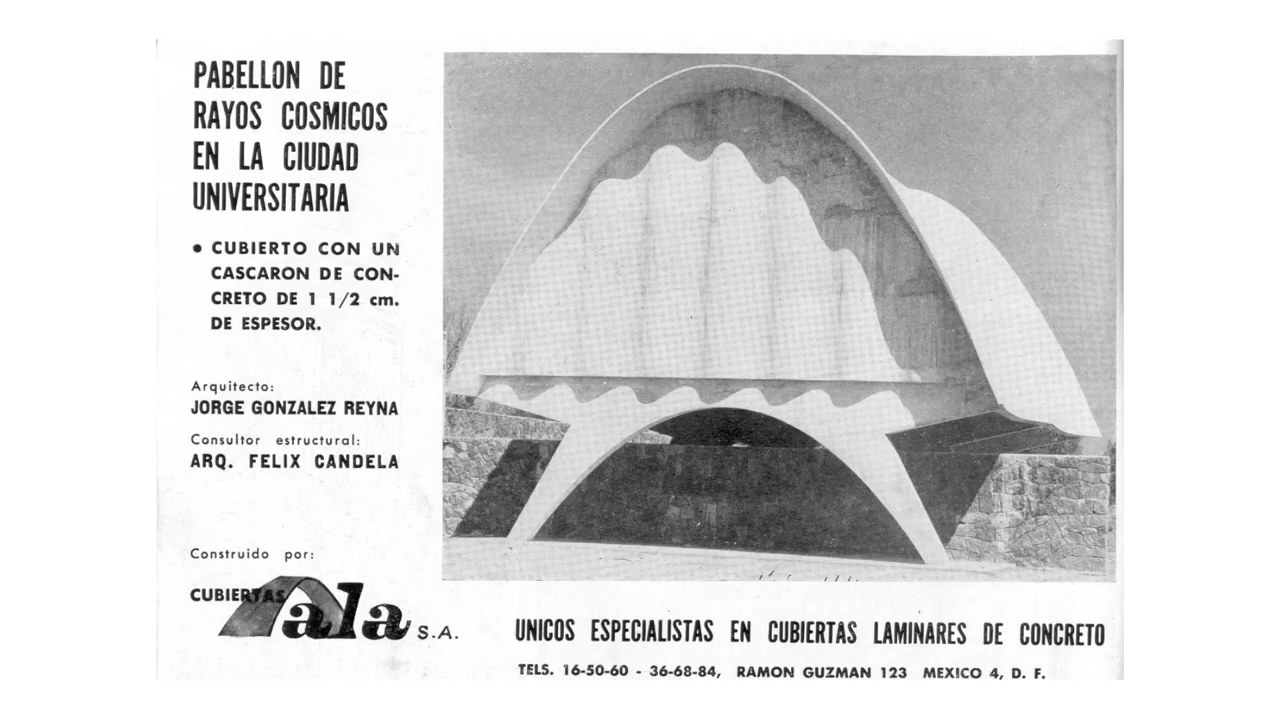 PABELLON DE
RAYOS COSMICOS
EN LA CIUDAD
UNIVERSITARIA
• CUBIERTO CON UN
CASCARON DE CON-
CRETO DE 1 1/2 cm.
DE ESPESOR.
Arquitecto:
JORGE GONZALEZ REYNA
Consultor estructural:
ARQ. FELIX CANDELA
Construido por:
CUBIERTAS ala S.A.
UNICOS ESPECIALISTAS EN CUBIERTAS LAMINARES DE CONCRETO
TELS. 16-50-60 - 36-68-84, RAMON GUZMAN 123 MEXICO 4, D. F.